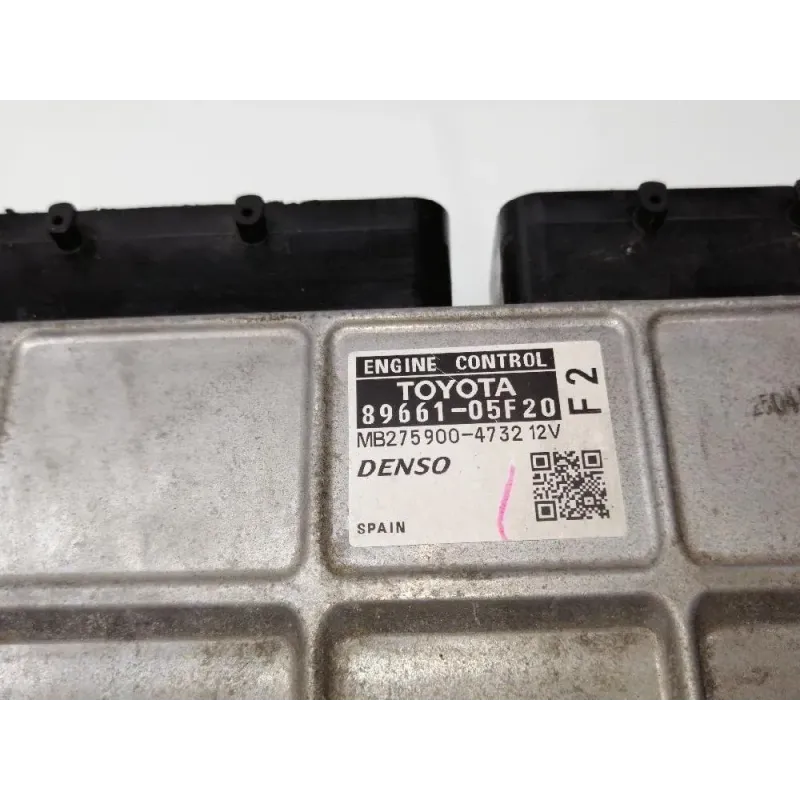 ENGINE CONTROL
TOYOTA
89661-05F20
F2
MB275900-4732 12V
DENSO
SPAIN